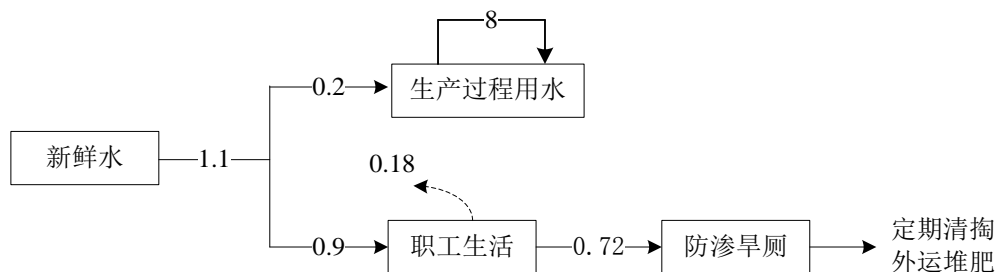 8
0.2
生产过程用水
新鲜水
1.1
0.18
0.9
职工生活
0.72
防渗旱厕
定期清掏
外运堆肥